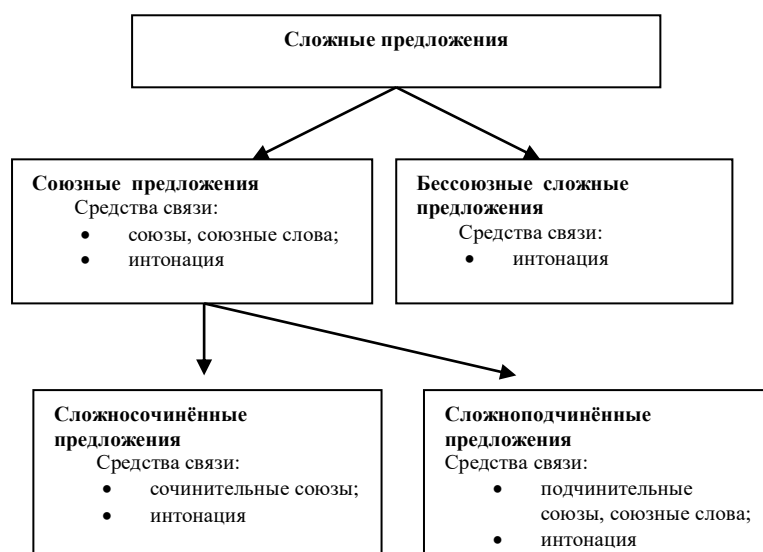 Сложные предложения
Союзные предложения
Средства связи:
• союзы, союзные слова;
• интонация
Бессоюзные сложные
предложения
Средства связи:
• интонация
Сложносочинённые
предложения
Средства связи:
• сочинительные союзы;
• интонация
Сложноподчинённые
предложения
Средства связи:
• подчинительные
союзы, союзные слова;
• интонация